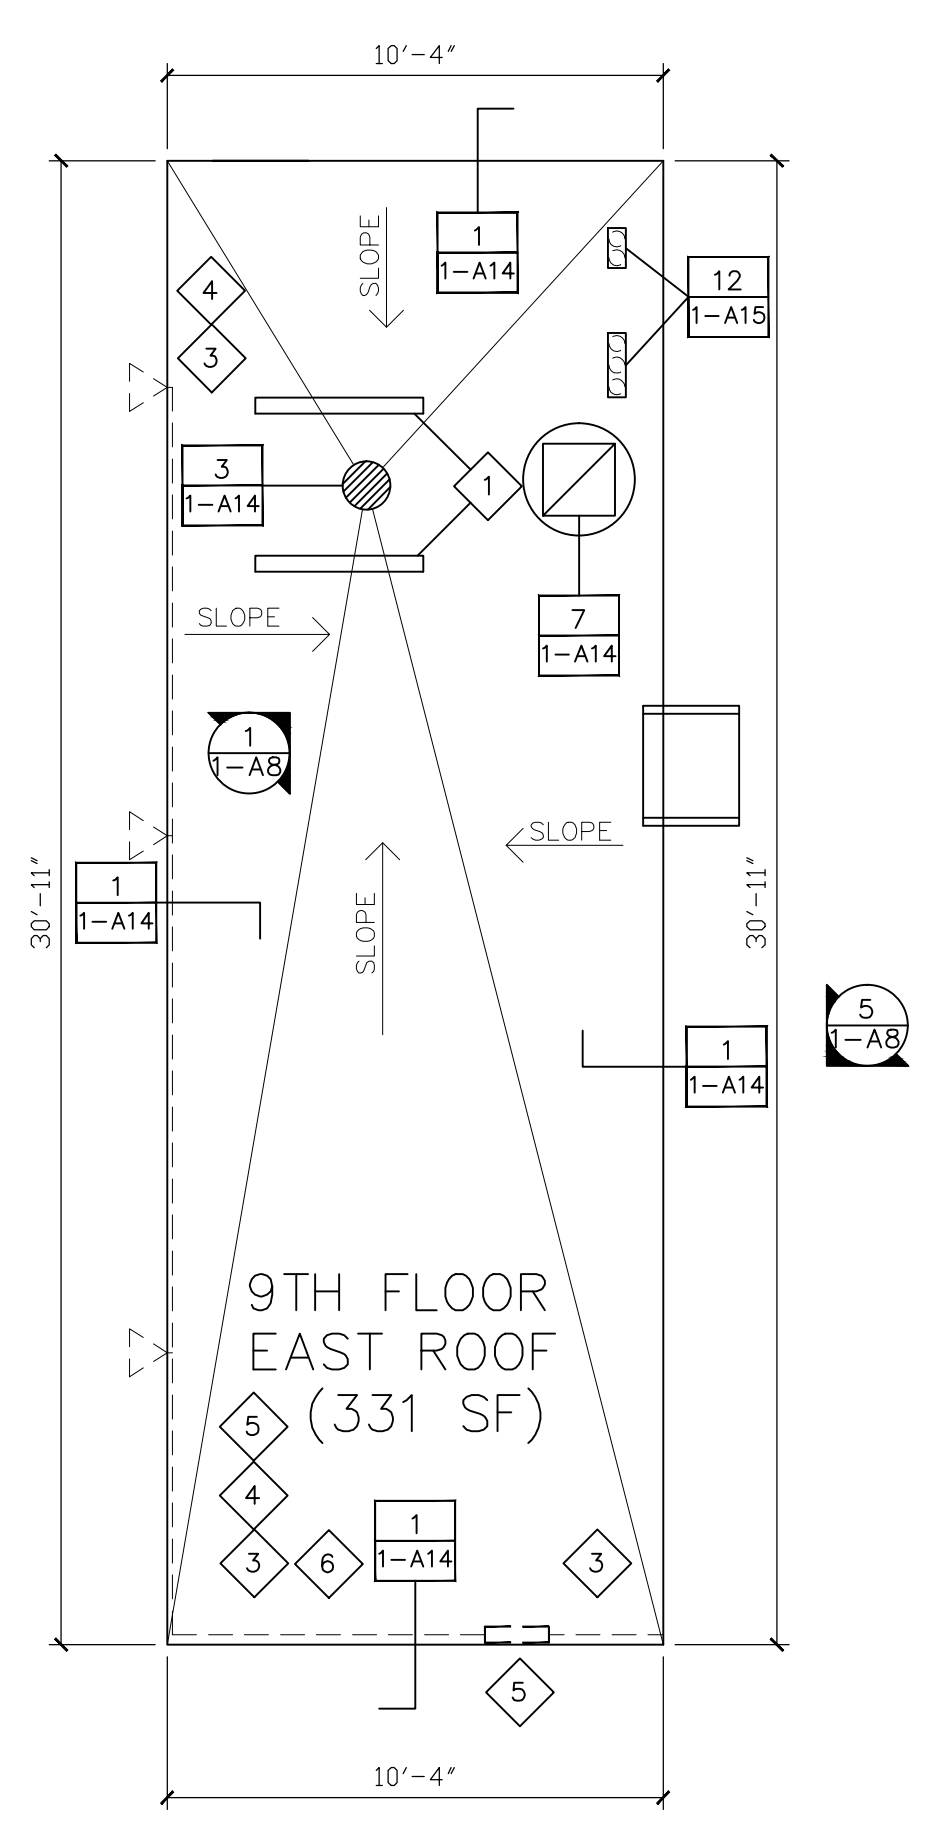 10'-4"
1
1-A14
SLOPE
4
3
12
1-A15
3
1-A14
1
7
1-A14
SLOPE
1
1-A8
SLOPE
30'-11"
30'-11"
1
1-A14
SLOPE
5
1-A8
1
1-A14
9TH FLOOR
EAST ROOF
(331 SF)
5
4
3
6
1
1-A14
3
5
10'-4"